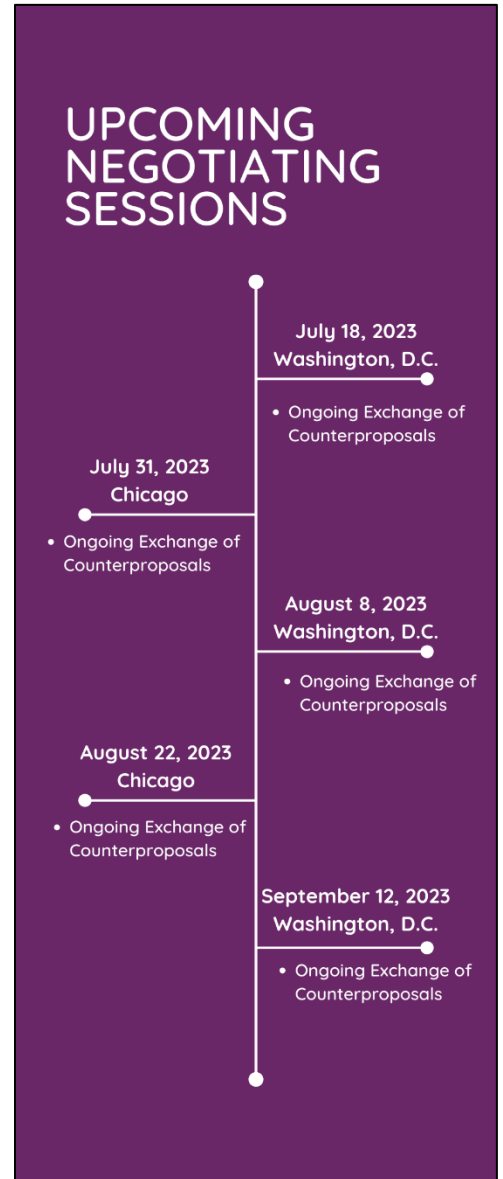 UPCOMING
NEGOTIATING
SESSIONS
July 18, 2023
Washington, D.C.
• Ongoing Exchange of
Counterproposals
July 31, 2023
Chicago
• Ongoing Exchange of
Counterproposals
August 8, 2023
Washington, D.C.
• Ongoing Exchange of
Counterproposals
August 22, 2023
Chicago
• Ongoing Exchange of
Counterproposals
September 12, 2023
Washington, D.C.
• Ongoing Exchange of
Counterproposals